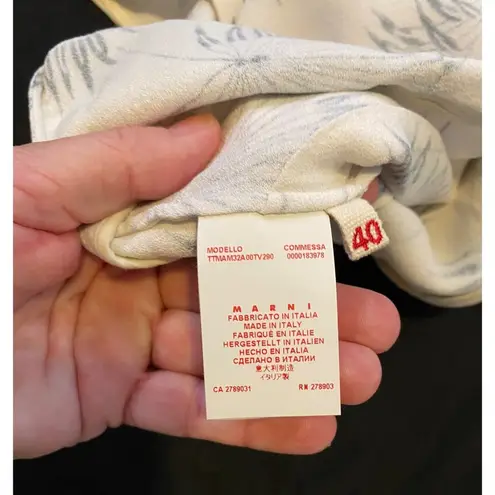 MODELLO COMMESSA
TTMAM32A00TV290 0000183978
40
MARNI
FABBRICATO IN ITALIA
MADE IN ITALY
FABRIQUÉ EN ITALIE
HERGESTELLT IN ITALIEN
HECHO EN ITALIA
СДЕЛАНО В ИТАЛИИ
意大利制造
イタリア製
CA 2789031 RN 278903